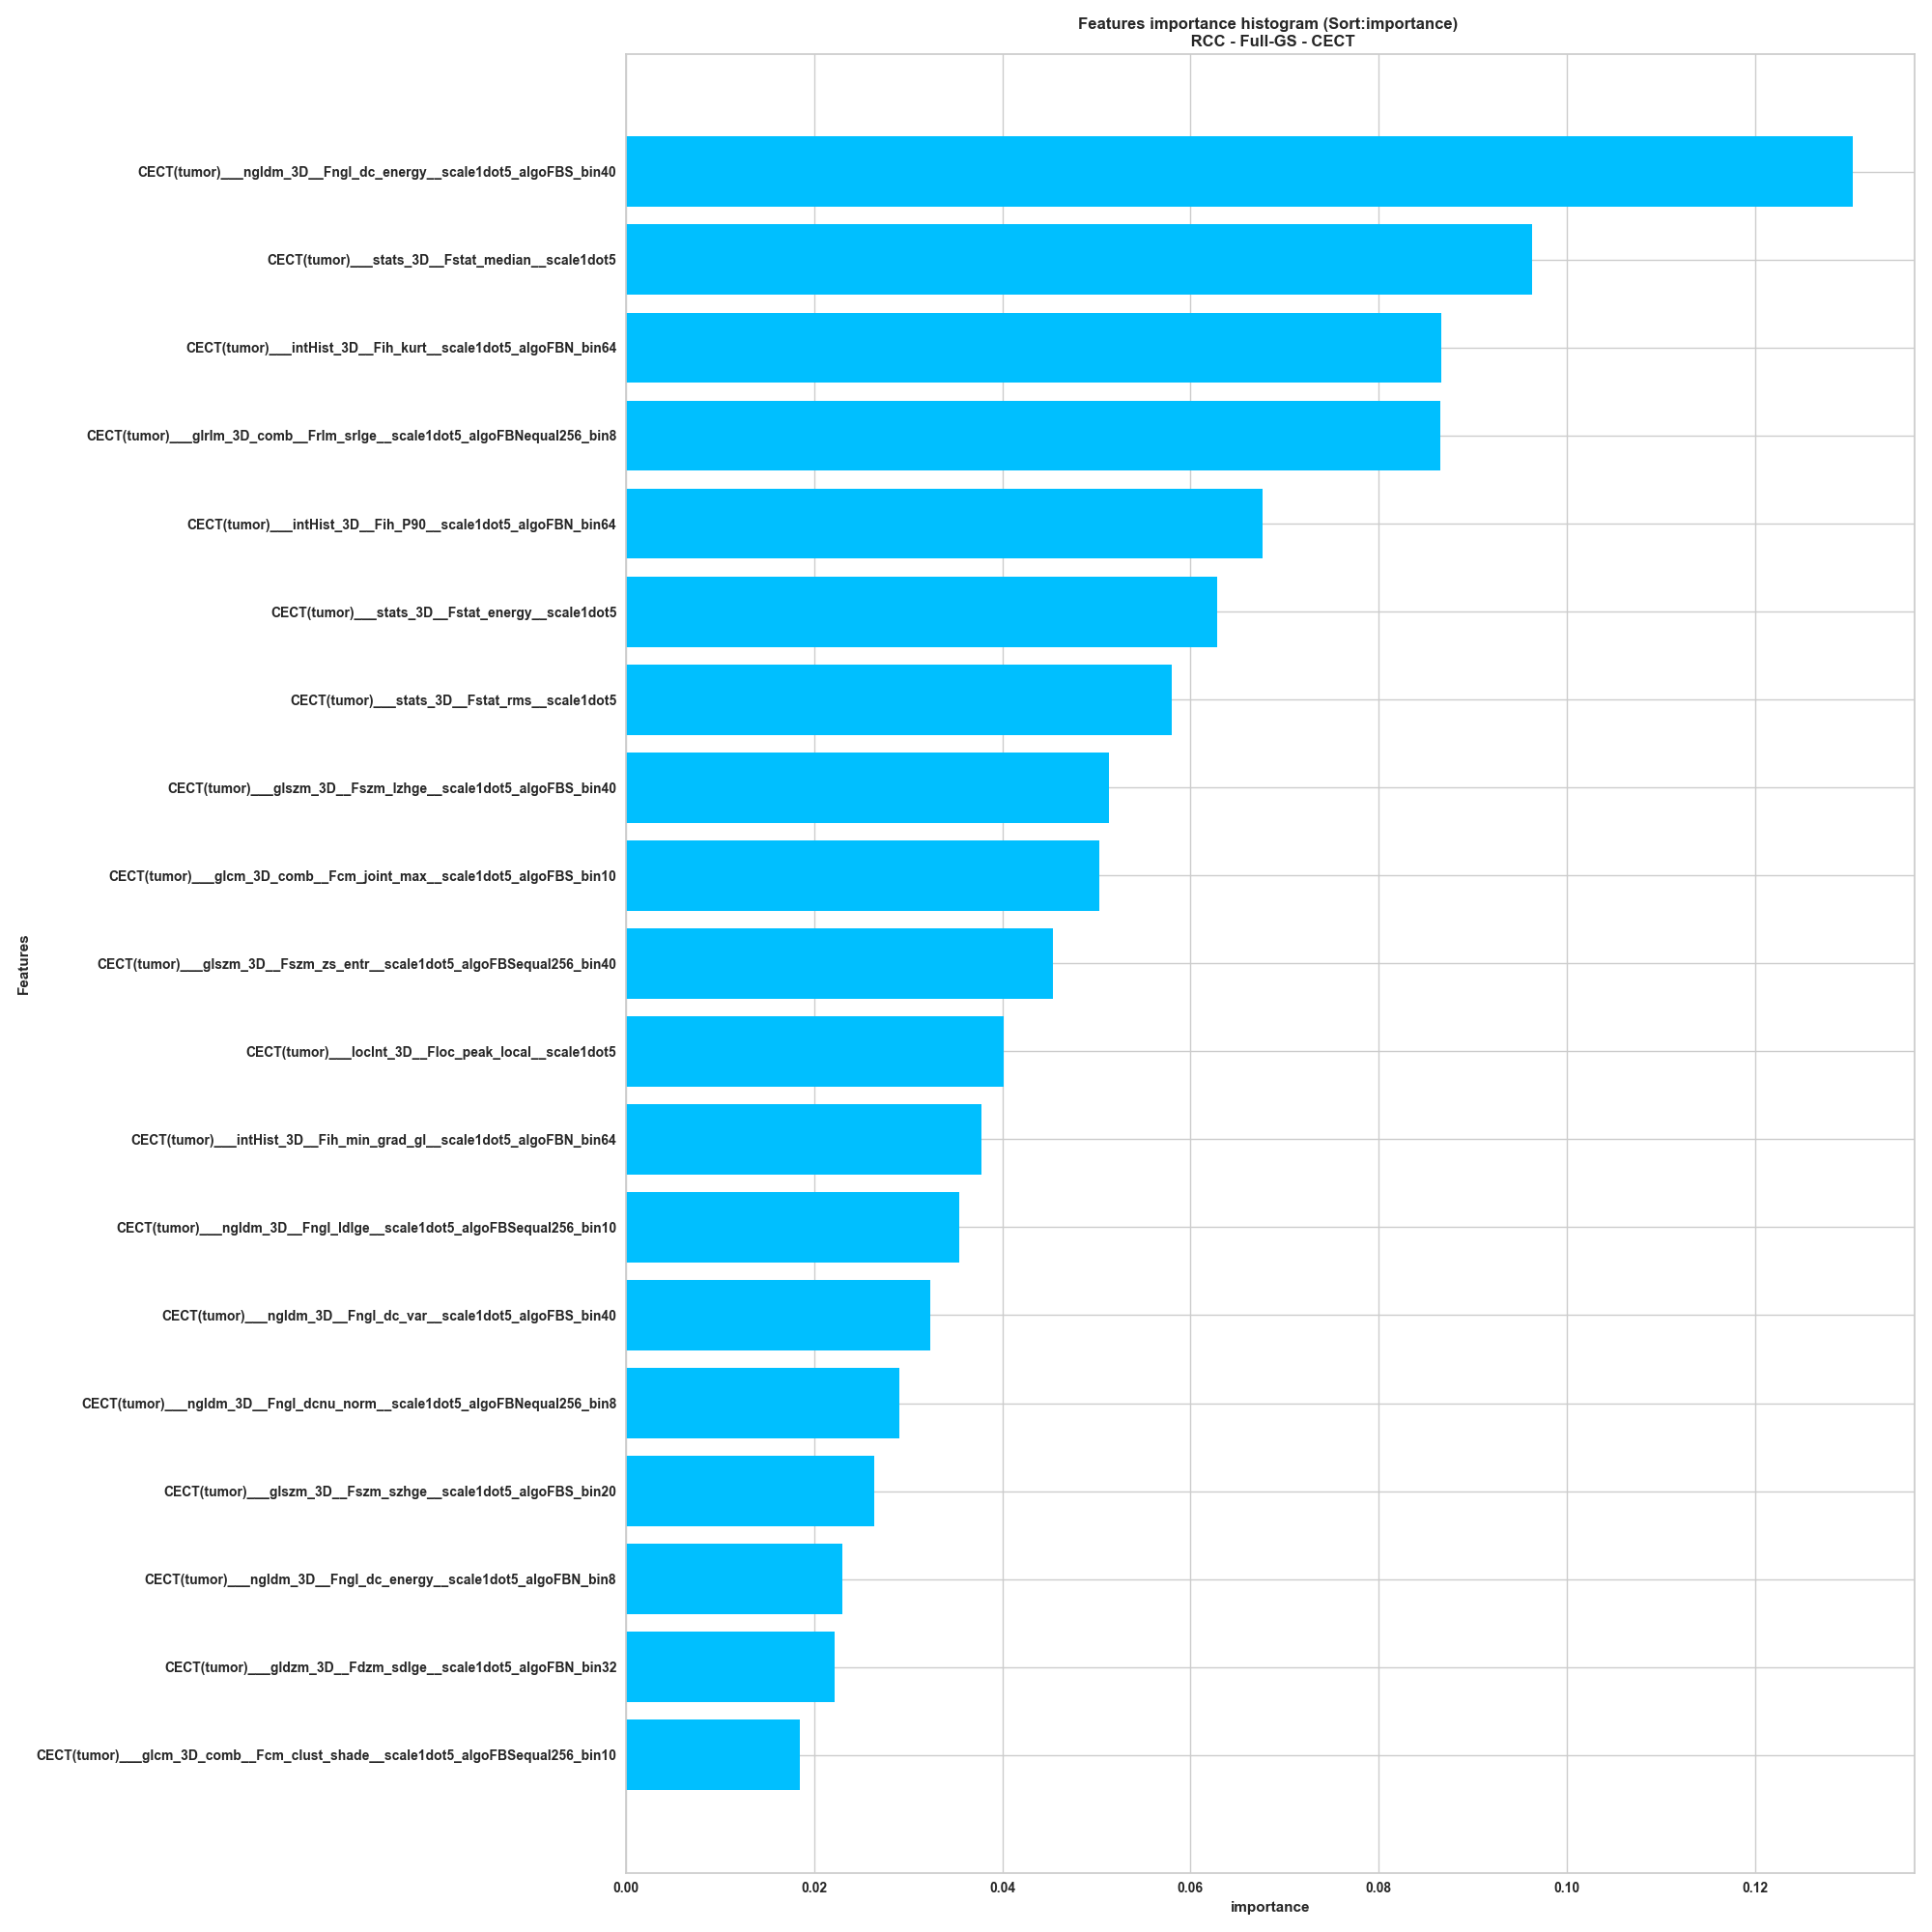 Features importance histogram (Sort:importance)
RCC - Full-GS - CECT
CECT(tumor)___ngldm_3D__Fngl_dc_energy__scale1dot5_algoFBS_bin40
CECT(tumor)___stats_3D__Fstat_median__scale1dot5
CECT(tumor)___intHist_3D__Fih_kurt__scale1dot5_algoFBN_bin64
CECT(tumor)___glrlm_3D_comb__Frlm_srlge__scale1dot5_algoFBNequal256_bin8
CECT(tumor)___intHist_3D__Fih_P90__scale1dot5_algoFBN_bin64
CECT(tumor)___stats_3D__Fstat_energy__scale1dot5
CECT(tumor)___stats_3D__Fstat_rms__scale1dot5
CECT(tumor)___glszm_3D__Fszm_lzhge__scale1dot5_algoFBS_bin40
CECT(tumor)___glcm_3D_comb__Fcm_joint_max__scale1dot5_algoFBS_bin10
CECT(tumor)___glszm_3D__Fszm_zs_entr__scale1dot5_algoFBSequal256_bin40
CECT(tumor)___locInt_3D__Floc_peak_local__scale1dot5
CECT(tumor)___intHist_3D__Fih_min_grad_gl__scale1dot5_algoFBN_bin64
CECT(tumor)___ngldm_3D__Fngl_ldlge__scale1dot5_algoFBSequal256_bin10
CECT(tumor)___ngldm_3D__Fngl_dc_var__scale1dot5_algoFBS_bin40
CECT(tumor)___ngldm_3D__Fngl_dcnu_norm__scale1dot5_algoFBNequal256_bin8
CECT(tumor)___glszm_3D__Fszm_szhge__scale1dot5_algoFBS_bin20
CECT(tumor)___ngldm_3D__Fngl_dc_energy__scale1dot5_algoFBN_bin8
CECT(tumor)___gldzm_3D__Fdzm_sdlge__scale1dot5_algoFBN_bin32
CECT(tumor)___glcm_3D_comb__Fcm_clust_shade__scale1dot5_algoFBSequal256_bin10
Features
0.00 0.02 0.04 0.06 0.08 0.10 0.12
importance